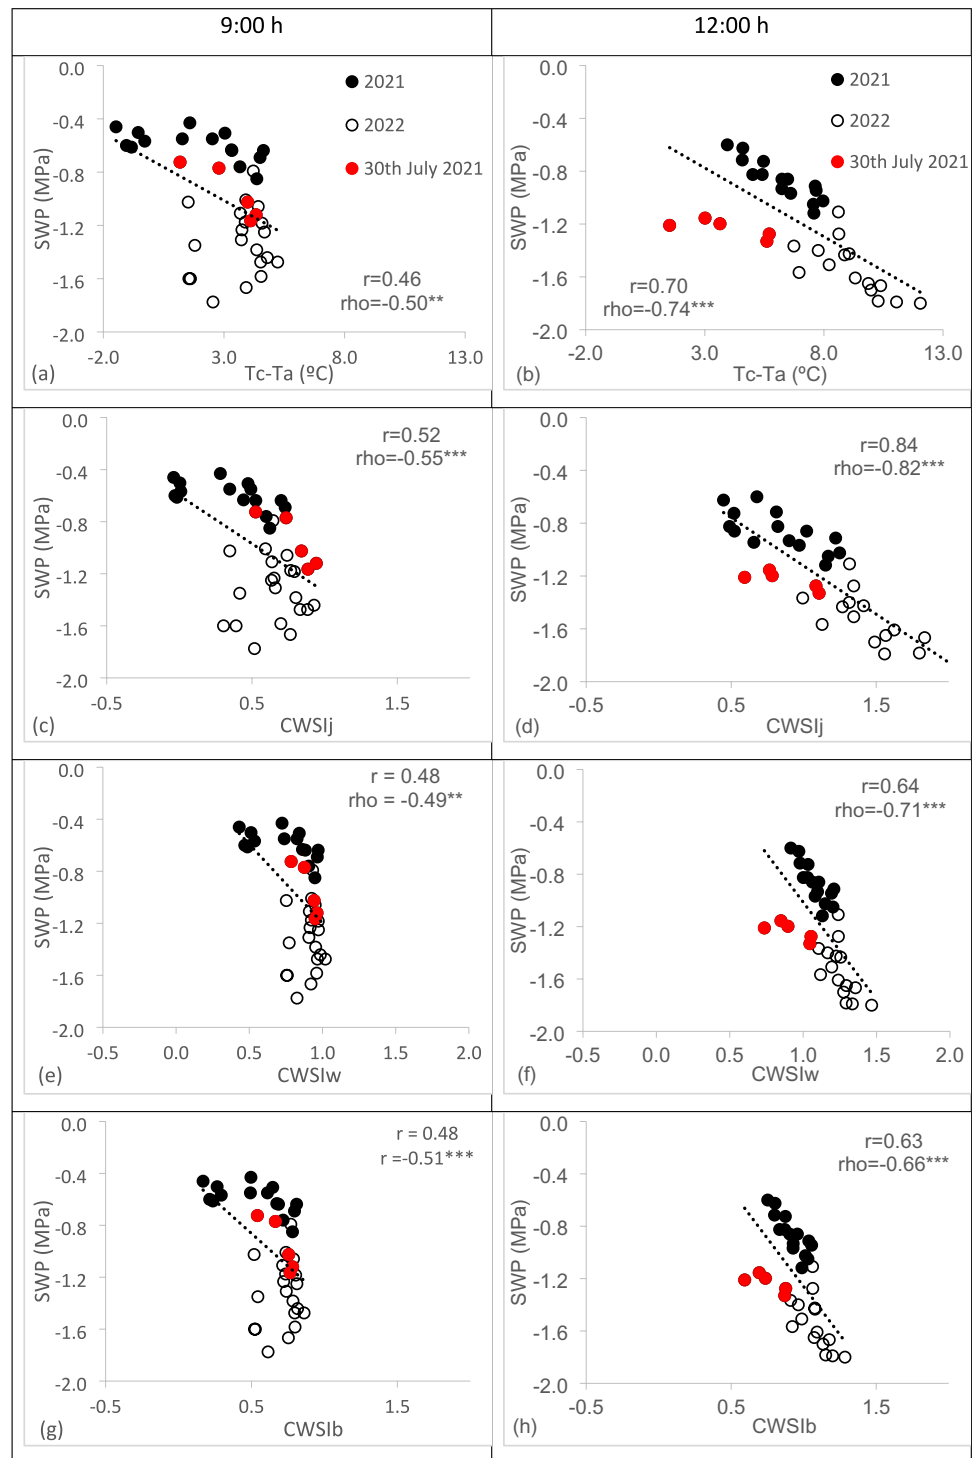 9:00 h
12:00 h
0.0
-0.4
-0.8
-1.2
-1.6
-2.0
SWP (MPa)
2021
2022
30th July 2021
r=0.46
rho=-0.50**
-2.0 3.0 8.0 13.0
(a) Tc-Ta (ºC)
0.0
-0.4
-0.8
-1.2
-1.6
-2.0
SWP (MPa)
2021
2022
30th July 2021
r=0.70
rho=-0.74***
-2.0 3.0 8.0 13.0
(b) Tc-Ta (ºC)
0.0
-0.4
-0.8
-1.2
-1.6
-2.0
SWP (MPa)
r=0.52
rho=-0.55***
-0.5 0.5 1.5
(c) CWSIj
0.0
-0.4
-0.8
-1.2
-1.6
-2.0
SWP (MPa)
r=0.84
rho=-0.82***
-0.5 0.5 1.5
(d) CWSIj
0.0
-0.4
-0.8
-1.2
-1.6
-2.0
SWP (MPa)
r = 0.48
rho = -0.49**
-0.5 0.0 0.5 1.0 1.5 2.0
(e) CWSIw
0.0
-0.4
-0.8
-1.2
-1.6
-2.0
SWP (MPa)
r=0.64
rho=-0.71***
-0.5 0.0 0.5 1.0 1.5 2.0
(f) CWSIw
0.0
-0.4
-0.8
-1.2
-1.6
-2.0
SWP (MPa)
r = 0.48
r =-0.51***
-0.5 0.5 1.5
(g) CWSIb
0.0
-0.4
-0.8
-1.2
-1.6
-2.0
SWP (MPa)
r=0.63
rho=-0.66***
-0.5 0.5 1.5
(h) CWSIb